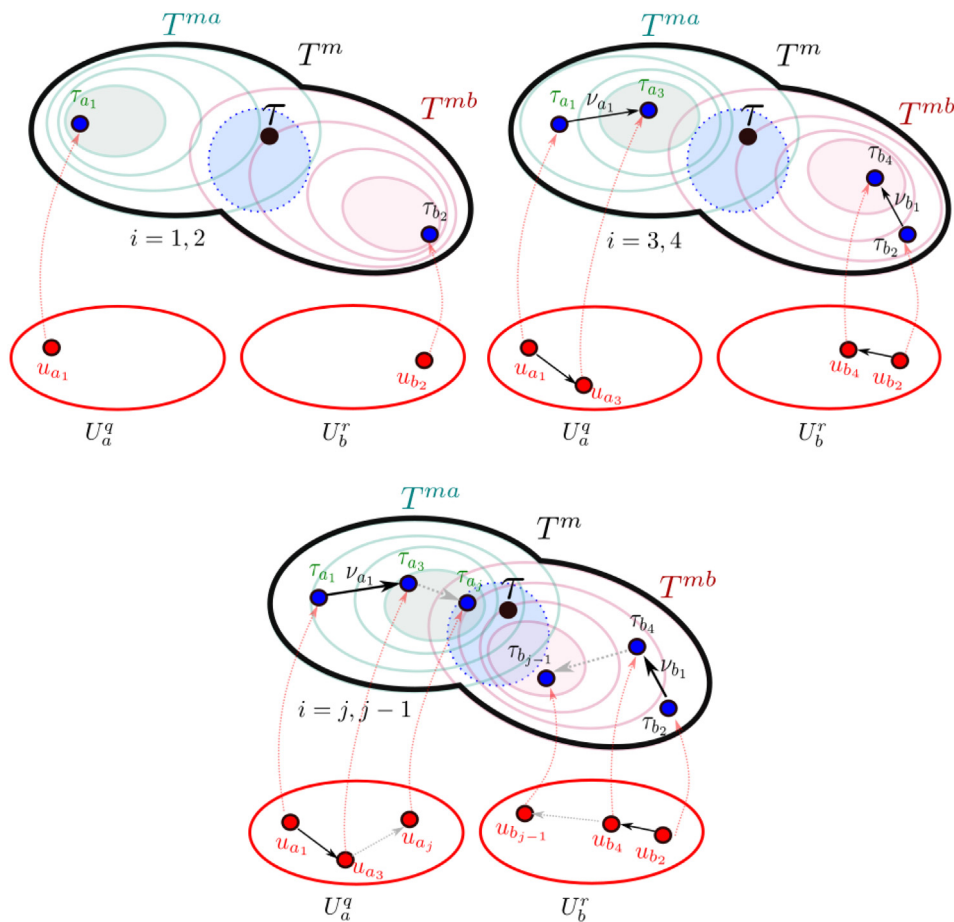 T^{ma}
T^m
τ_{a_1}
τ
T^{mb}
τ_{b_2}
i = 1, 2
u_{a_1}
u_{b_2}
U_a^q
U_b^r
T^{ma}
T^m
τ_{a_1}
ν_{a_1}
τ_{a_3}
τ
T^{mb}
τ_{b_4}
ν_{b_1}
τ_{b_2}
i = 3, 4
u_{a_1}
u_{a_3}
u_{b_4}
u_{b_2}
U_a^q
U_b^r
T^{ma}
T^m
τ_{a_1}
ν_{a_1}
τ_{a_3}
τ_{a_j}
τ
T^{mb}
τ_{b_4}
τ_{b_{j-1}}
ν_{b_1}
τ_{b_2}
i = j, j − 1
u_{a_1}
u_{a_3}
u_{a_j}
u_{b_{j-1}}
u_{b_4}
u_{b_2}
U_a^q
U_b^r